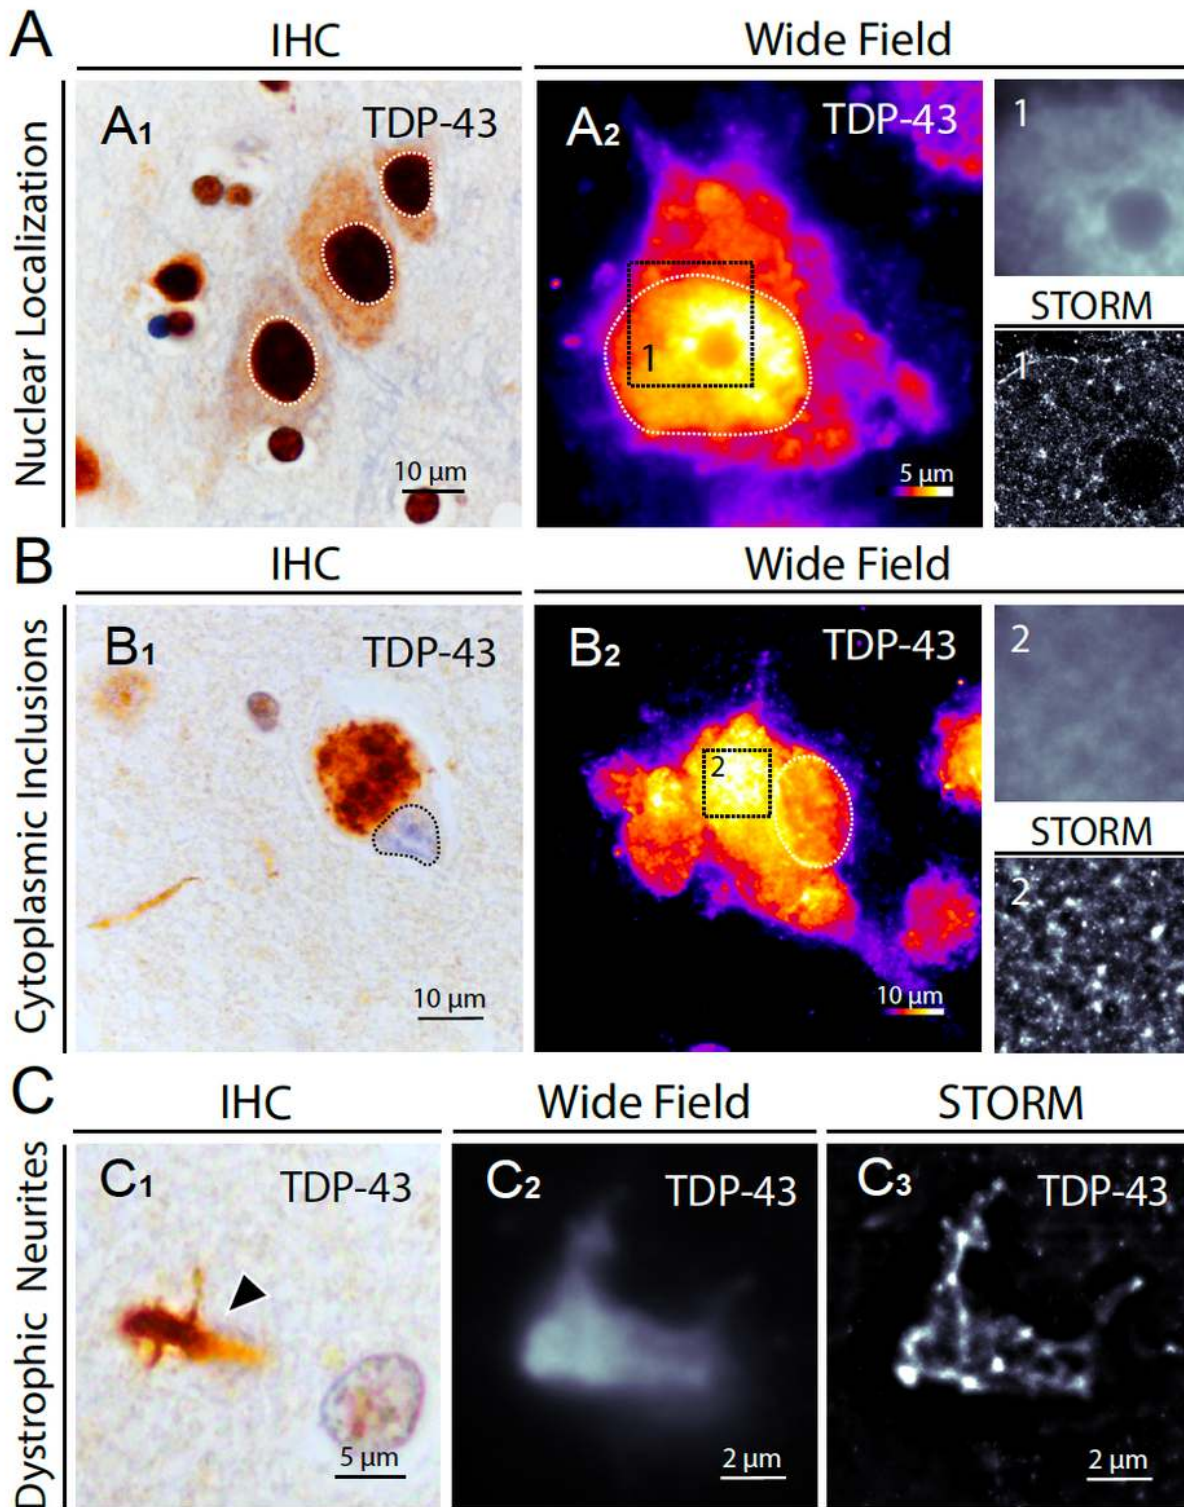 A
IHC
Wide Field
Nuclear Localization
A1
TDP-43
10 µm
A2
TDP-43
1
5 µm
1
STORM
1
B
IHC
Wide Field
Cytoplasmic Inclusions
B1
TDP-43
10 µm
B2
TDP-43
2
10 µm
2
STORM
2
C
IHC
Wide Field
STORM
Dystrophic Neurites
C1
TDP-43
5 µm
C2
TDP-43
2 µm
C3
TDP-43
2 µm